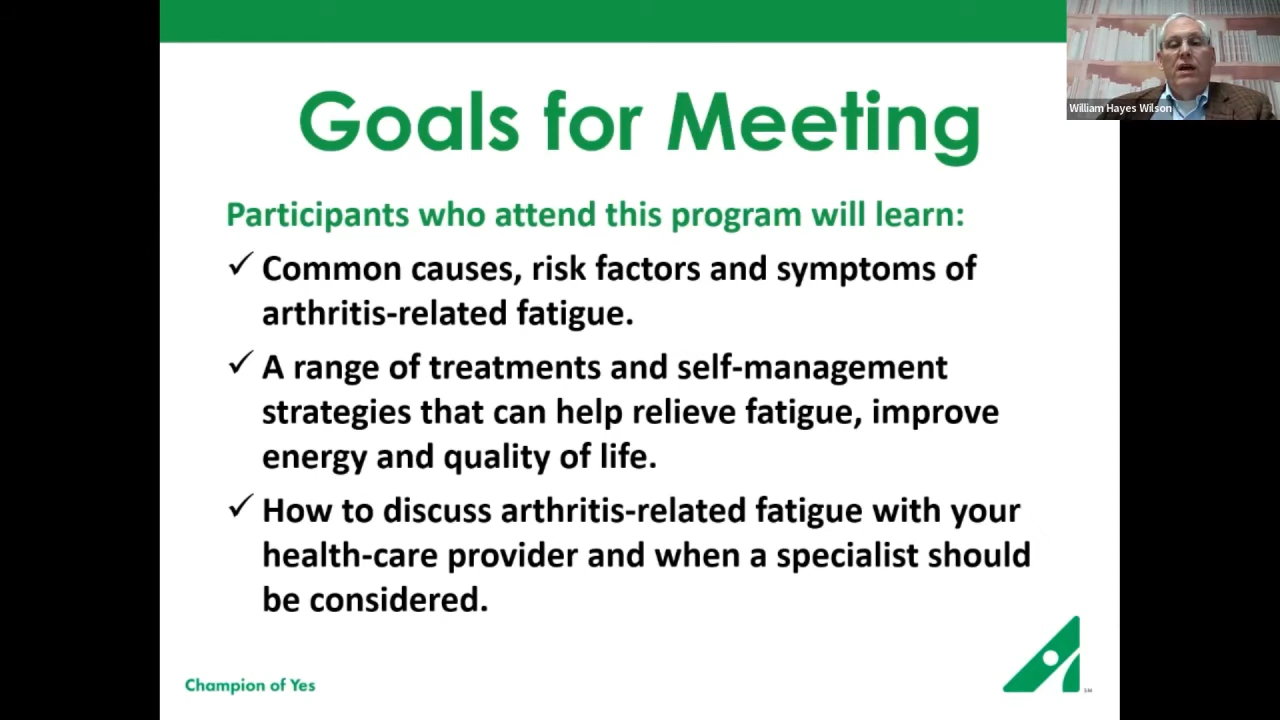 William Hayes Wilson
Goals for Meeting
Participants who attend this program will learn:
✓ Common causes, risk factors and symptoms of
arthritis-related fatigue.
✓ A range of treatments and self-management
strategies that can help relieve fatigue, improve
energy and quality of life.
✓ How to discuss arthritis-related fatigue with your
health-care provider and when a specialist should
be considered.
Champion of Yes
SM